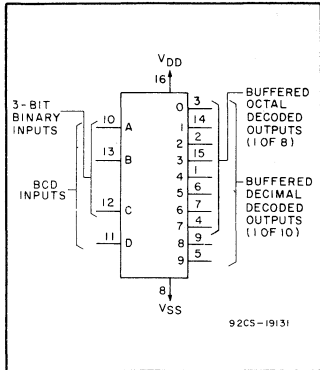 VDD
16
3-BIT
BINARY
INPUTS
BCD
INPUTS
10 A
13 B
12 C
11 D
0 3
1 14
2 2
3 15
4 1
5 6
6 7
7 4
8 9
9 5
BUFFERED
OCTAL
DECODED
OUTPUTS
(1 OF 8)
BUFFERED
DECIMAL
DECODED
OUTPUTS
(1 OF 10)
8
VSS
92CS-19131